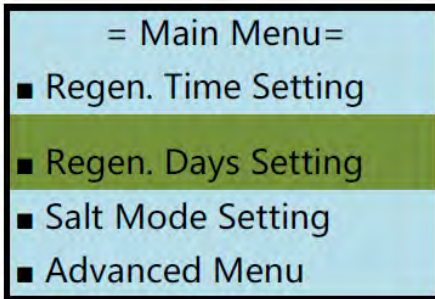 = Main Menu=
■ Regen. Time Setting
■ Regen. Days Setting
■ Salt Mode Setting
■ Advanced Menu